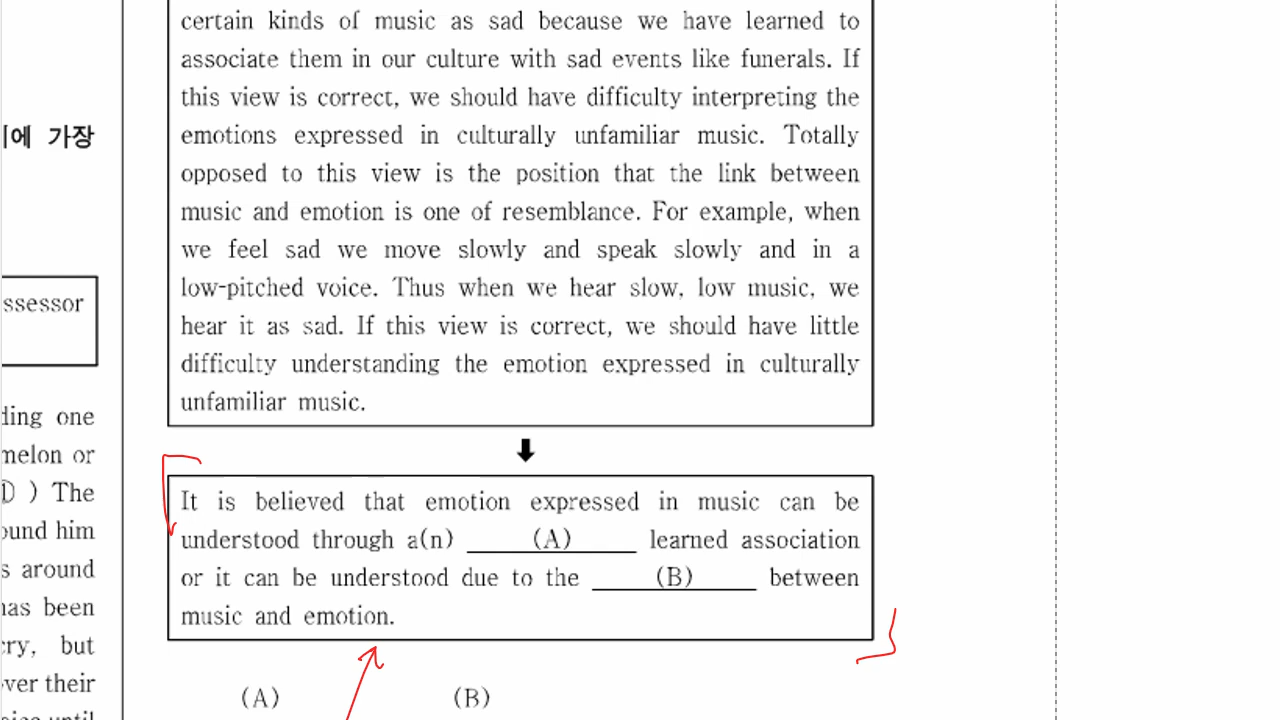 certain kinds of music as sad because we have learned to
associate them in our culture with sad events like funerals. If
this view is correct, we should have difficulty interpreting the
emotions expressed in culturally unfamiliar music. Totally
opposed to this view is the position that the link between
music and emotion is one of resemblance. For example, when
we feel sad we move slowly and speak slowly and in a
low-pitched voice. Thus when we hear slow, low music, we
hear it as sad. If this view is correct, we should have little
difficulty understanding the emotion expressed in culturally
unfamiliar music.
It is believed that emotion expressed in music can be
understood through a(n) (A) learned association
or it can be understood due to the (B) between
music and emotion.
(A) (B)
에 가장
ssessor
ding one
melon or
① ) The
ound him
s around
has been
cry, but
ver their